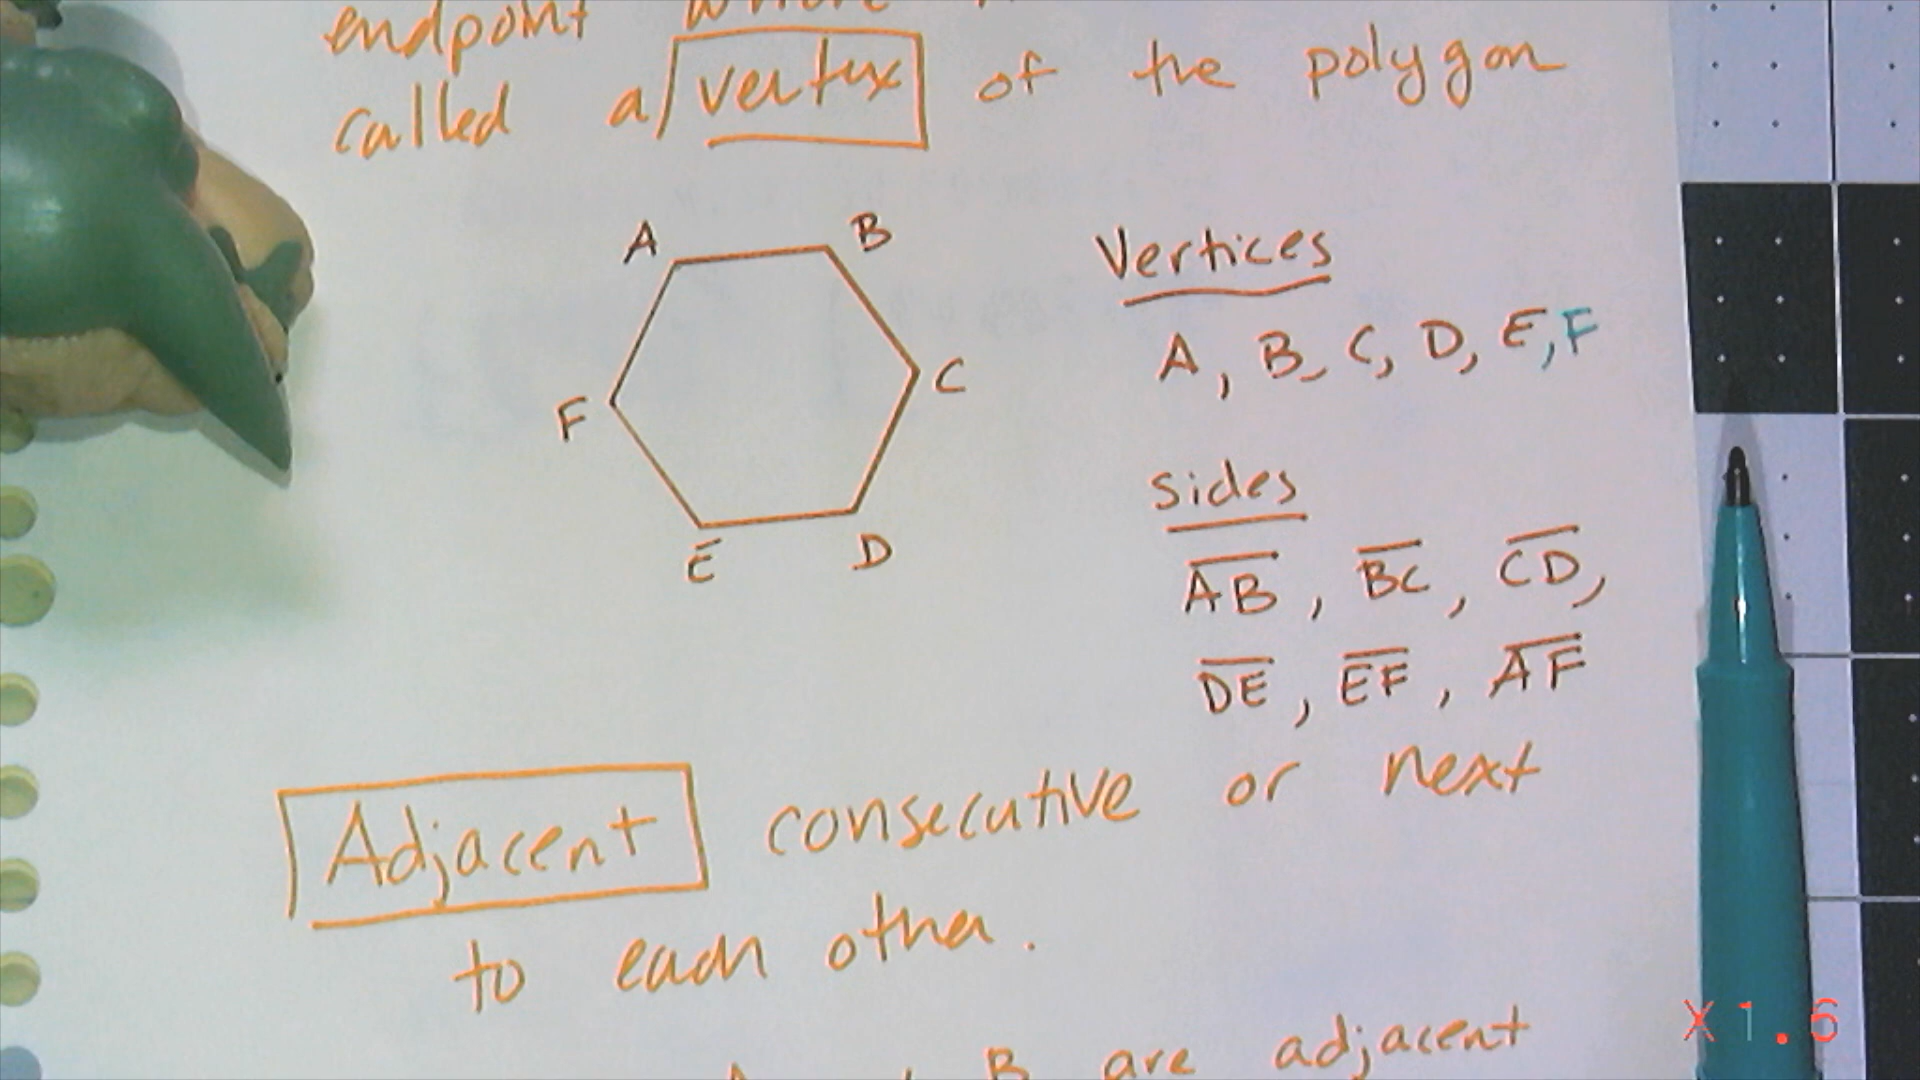 endpoint where
called a vertex of the polygon
A B
C
D
E
F
Vertices
A, B, C, D, E, F
sides
AB, BC, CD,
DE, EF, AF
Adjacent consecutive or next
to each other.
B are adjacent
X1.6